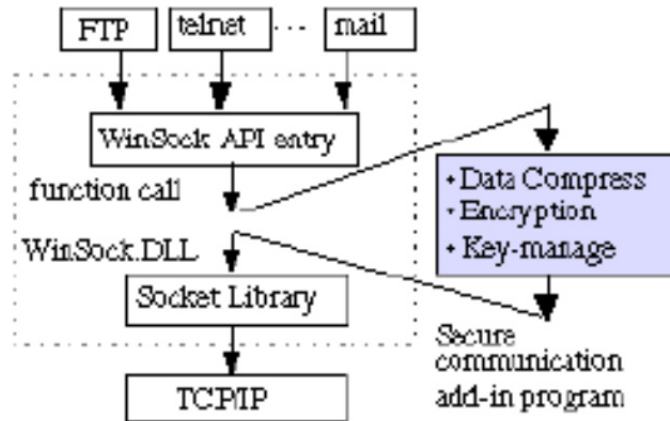 FTP telnet ... mail
WinSock API entry
function call
WinSock.DLL
Socket Library
TCP/IP
• Data Compress
• Encryption
• Key-manage
Secure
communication
add-in program